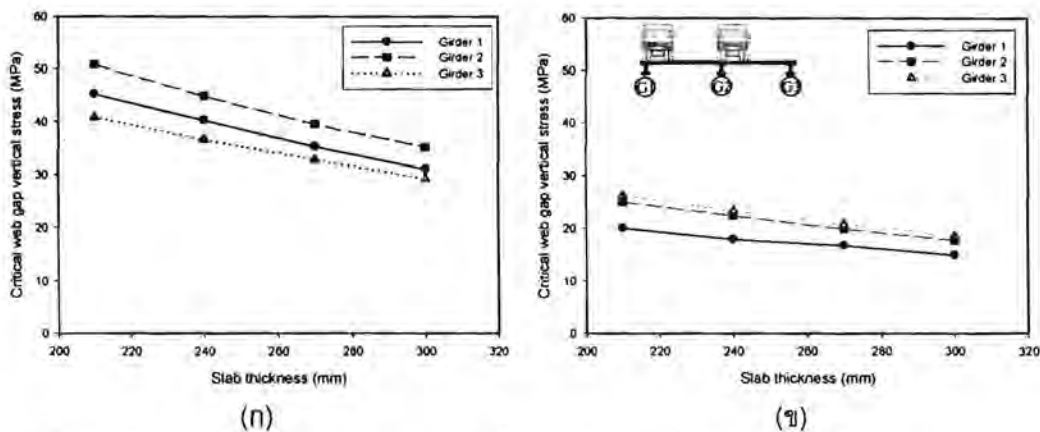 60
50
40
30
20
10
0
200
220
240
260
280
300
320
Critical web gap vertical stress (MPa)
Slab thickness (mm)
Girder 1
Girder 2
Girder 3
(ก)
60
50
40
30
20
10
0
200
220
240
260
280
300
320
Critical web gap vertical stress (MPa)
Slab thickness (mm)
Girder 1
Girder 2
Girder 3
G1
G2
G3
(ข)